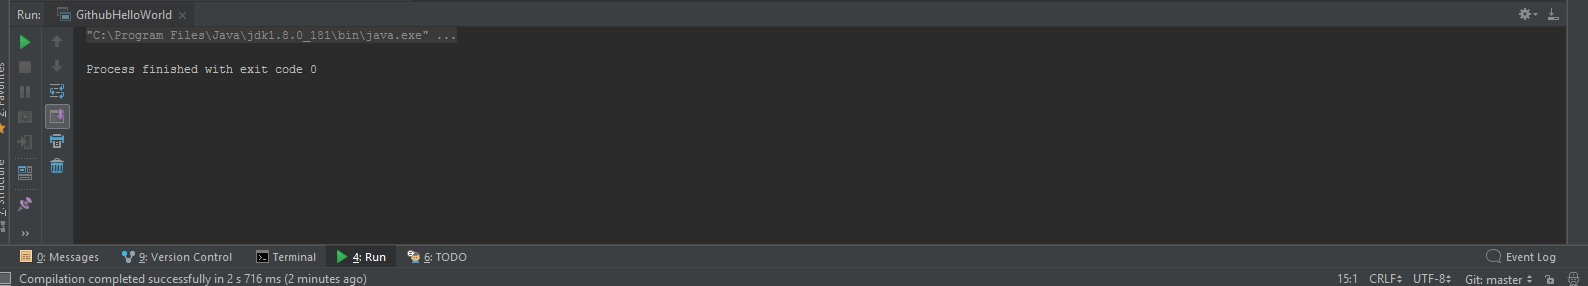 Run: GithubHelloWorld
"C:\Program Files\Java\jdk1.8.0_181\bin\java.exe" ...
Process finished with exit code 0
2: Favorites
7: Structure
0: Messages 9: Version Control Terminal 4: Run 6: TODO Event Log
Compilation completed successfully in 2 s 716 ms (2 minutes ago) 15:1 CRLF UTF-8 Git: master